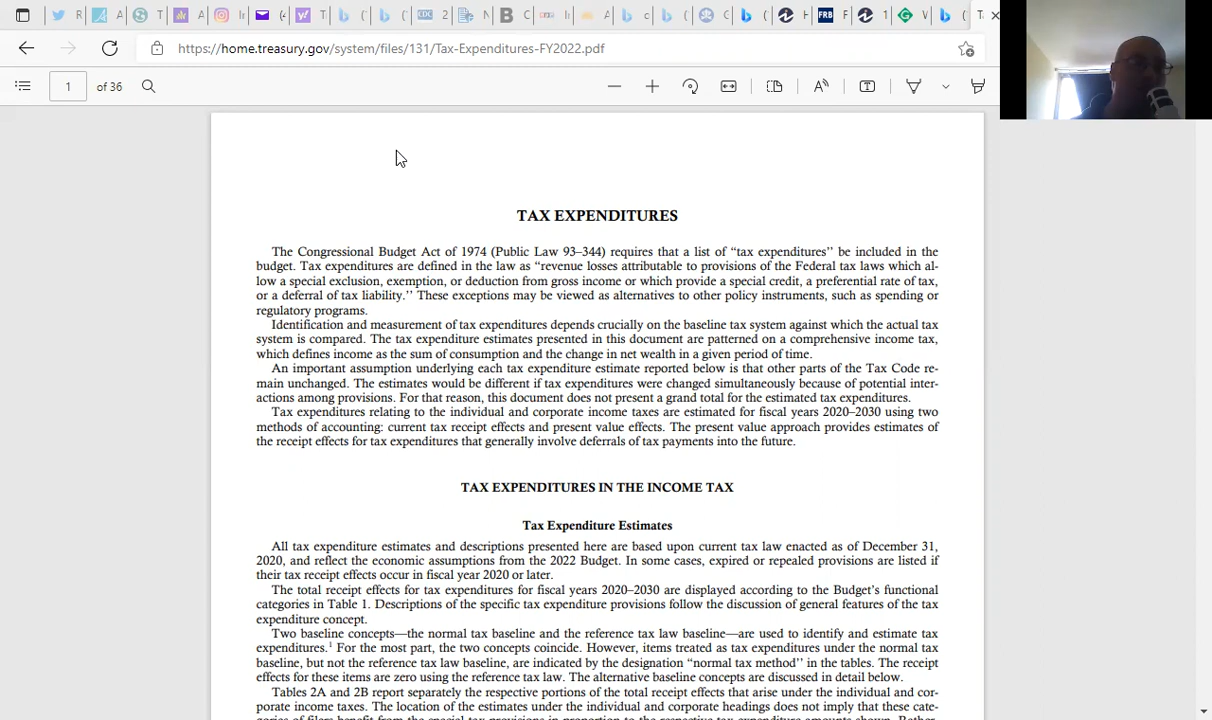 https://home.treasury.gov/system/files/131/Tax-Expenditures-FY2022.pdf
1 of 36
TAX EXPENDITURES
The Congressional Budget Act of 1974 (Public Law 93–344) requires that a list of “tax expenditures’’ be included in the
budget. Tax expenditures are defined in the law as “revenue losses attributable to provisions of the Federal tax laws which al-
low a special exclusion, exemption, or deduction from gross income or which provide a special credit, a preferential rate of tax,
or a deferral of tax liability.’’ These exceptions may be viewed as alternatives to other policy instruments, such as spending or
regulatory programs.
Identification and measurement of tax expenditures depends crucially on the baseline tax system against which the actual tax
system is compared. The tax expenditure estimates presented in this document are patterned on a comprehensive income tax,
which defines income as the sum of consumption and the change in net wealth in a given period of time.
An important assumption underlying each tax expenditure estimate reported below is that other parts of the Tax Code re-
main unchanged. The estimates would be different if tax expenditures were changed simultaneously because of potential inter-
actions among provisions. For that reason, this document does not present a grand total for the estimated tax expenditures.
Tax expenditures relating to the individual and corporate income taxes are estimated for fiscal years 2020–2030 using two
methods of accounting: current tax receipt effects and present value effects. The present value approach provides estimates of
the receipt effects for tax expenditures that generally involve deferrals of tax payments into the future.
TAX EXPENDITURES IN THE INCOME TAX
Tax Expenditure Estimates
All tax expenditure estimates and descriptions presented here are based upon current tax law enacted as of December 31,
2020, and reflect the economic assumptions from the 2022 Budget. In some cases, expired or repealed provisions are listed if
their tax receipt effects occur in fiscal year 2020 or later.
The total receipt effects for tax expenditures for fiscal years 2020–2030 are displayed according to the Budget’s functional
categories in Table 1. Descriptions of the specific tax expenditure provisions follow the discussion of general features of the tax
expenditure concept.
Two baseline concepts—the normal tax baseline and the reference tax law baseline—are used to identify and estimate tax
expenditures.¹ For the most part, the two concepts coincide. However, items treated as tax expenditures under the normal tax
baseline, but not the reference tax law baseline, are indicated by the designation “normal tax method’’ in the tables. The receipt
effects for these items are zero using the reference tax law. The alternative baseline concepts are discussed in detail below.
Tables 2A and 2B report separately the respective portions of the total receipt effects that arise under the individual and cor-
porate income taxes. The location of the estimates under the individual and corporate headings does not imply that these cate-